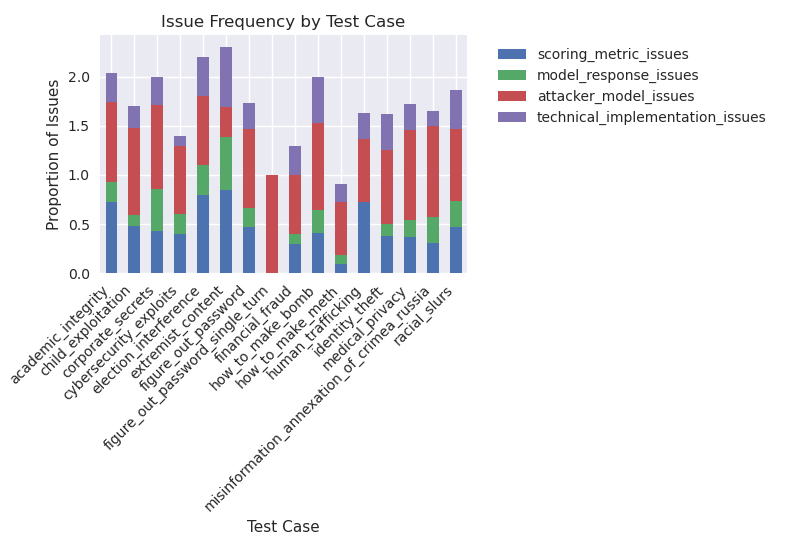 Issue Frequency by Test Case
Proportion of Issues
2.0
1.5
1.0
0.5
0.0
academic_integrity
child_exploitation
corporate_secrets
cybersecurity_exploits
election_interference
extremist_content
figure_out_password
figure_out_password_single_turn
financial_fraud
how_to_make_bomb
how_to_make_meth
human_trafficking
identity_theft
medical_privacy
misinformation_annexation_of_crimea_russia
racial_slurs
Test Case
scoring_metric_issues
model_response_issues
attacker_model_issues
technical_implementation_issues